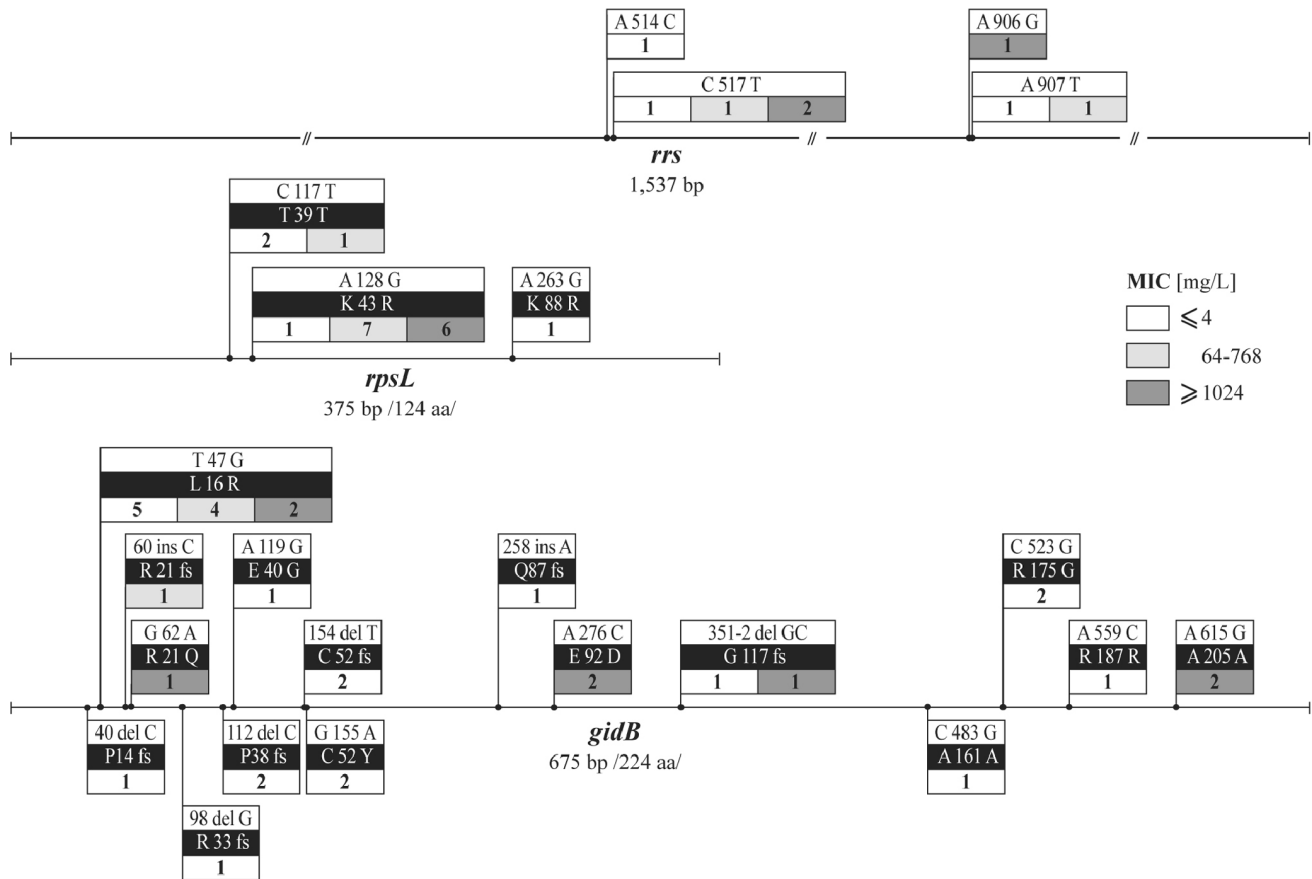 A 514 C
1
A 906 G
1
C 517 T
1 1 2
A 907 T
1 1
// // //
rrs
1,537 bp
C 117 T
T 39 T
2 1
A 128 G
K 43 R
1 7 6
A 263 G
K 88 R
1
rpsL
375 bp /124 aa/
MIC [mg/L]
⩽ 4
64-768
⩾ 1024
T 47 G
L 16 R
5 4 2
60 ins C
R 21 fs
1
A 119 G
E 40 G
1
258 ins A
Q87 fs
1
C 523 G
R 175 G
2
G 62 A
R 21 Q
1
154 del T
C 52 fs
2
A 276 C
E 92 D
2
351-2 del GC
G 117 fs
1 1
A 559 C
R 187 R
1
A 615 G
A 205 A
2
gidB
675 bp /224 aa/
40 del C
P14 fs
1
112 del C
P38 fs
2
G 155 A
C 52 Y
2
C 483 G
A 161 A
1
98 del G
R 33 fs
1